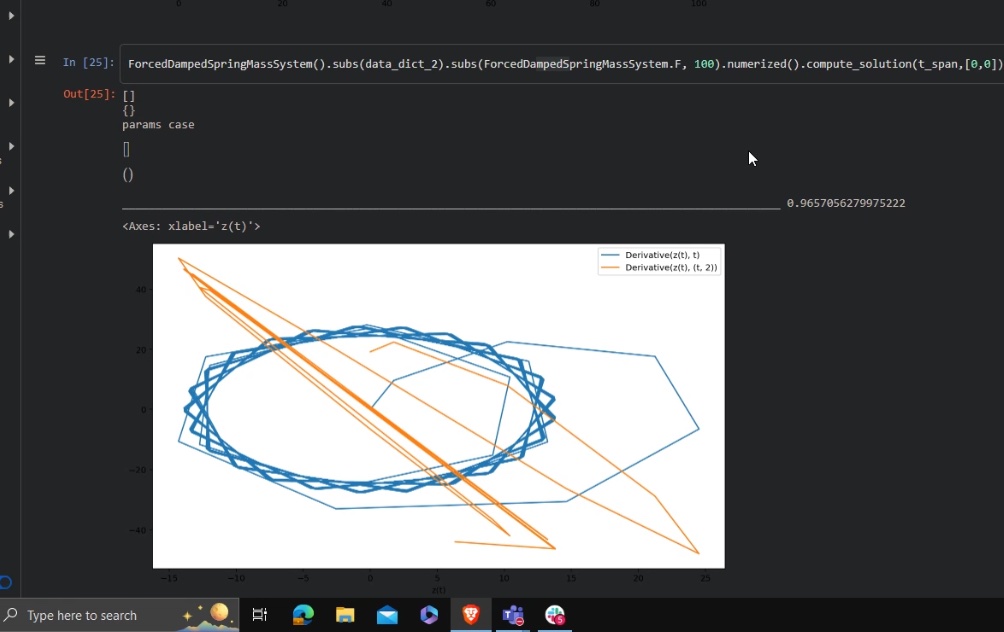 0 20 40 60 80 100
In [25]: ForcedDampedSpringMassSystem().subs(data_dict_2).subs(ForcedDampedSpringMassSystem.F, 100).numerized().compute_solution(t_span,[0,0])
Out[25]: []
{}
params case
[]
()
0.9657056279975222
<Axes: xlabel='z(t)'>
Derivative(z(t), t)
Derivative(z(t), (t, 2))
40
20
0
−20
−40
−15 −10 −5 0 5 10 15 20 25
z(t)
Type here to search